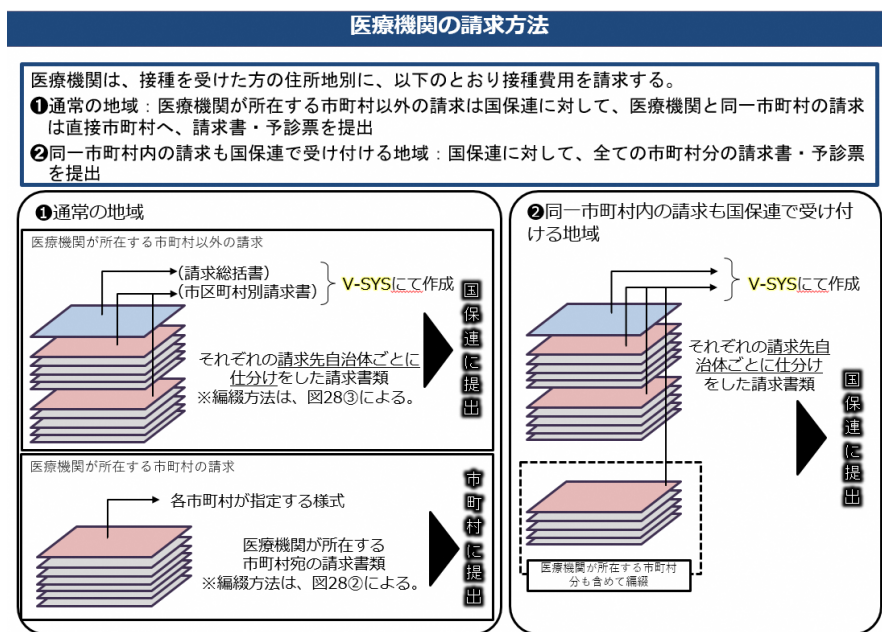 医療機関の請求方法
医療機関は、接種を受けた方の住所地別に、以下のとおり接種費用を請求する。
❶通常の地域：医療機関が所在する市町村以外の請求は国保連に対して、医療機関と同一市町村の請求
は直接市町村へ、請求書・予診票を提出
❷同一市町村内の請求も国保連で受け付ける地域：国保連に対して、全ての市町村分の請求書・予診票
を提出
❶通常の地域
医療機関が所在する市町村以外の請求
(請求総括書)
(市区町村別請求書)
V-SYSにて作成
それぞれの請求先自治体ごとに
仕分けをした請求書類
※編綴方法は、図28③による。
国保連に提出
医療機関が所在する市町村の請求
各市町村が指定する様式
医療機関が所在する
市町村宛の請求書類
※編綴方法は、図28②による。
市町村に提出
❷同一市町村内の請求も国保連で受け付
ける地域
V-SYSにて作成
それぞれの請求先自
治体ごとに仕分け
をした請求書類
国保連に提出
医療機関が所在する市町村
分も含めて編綴